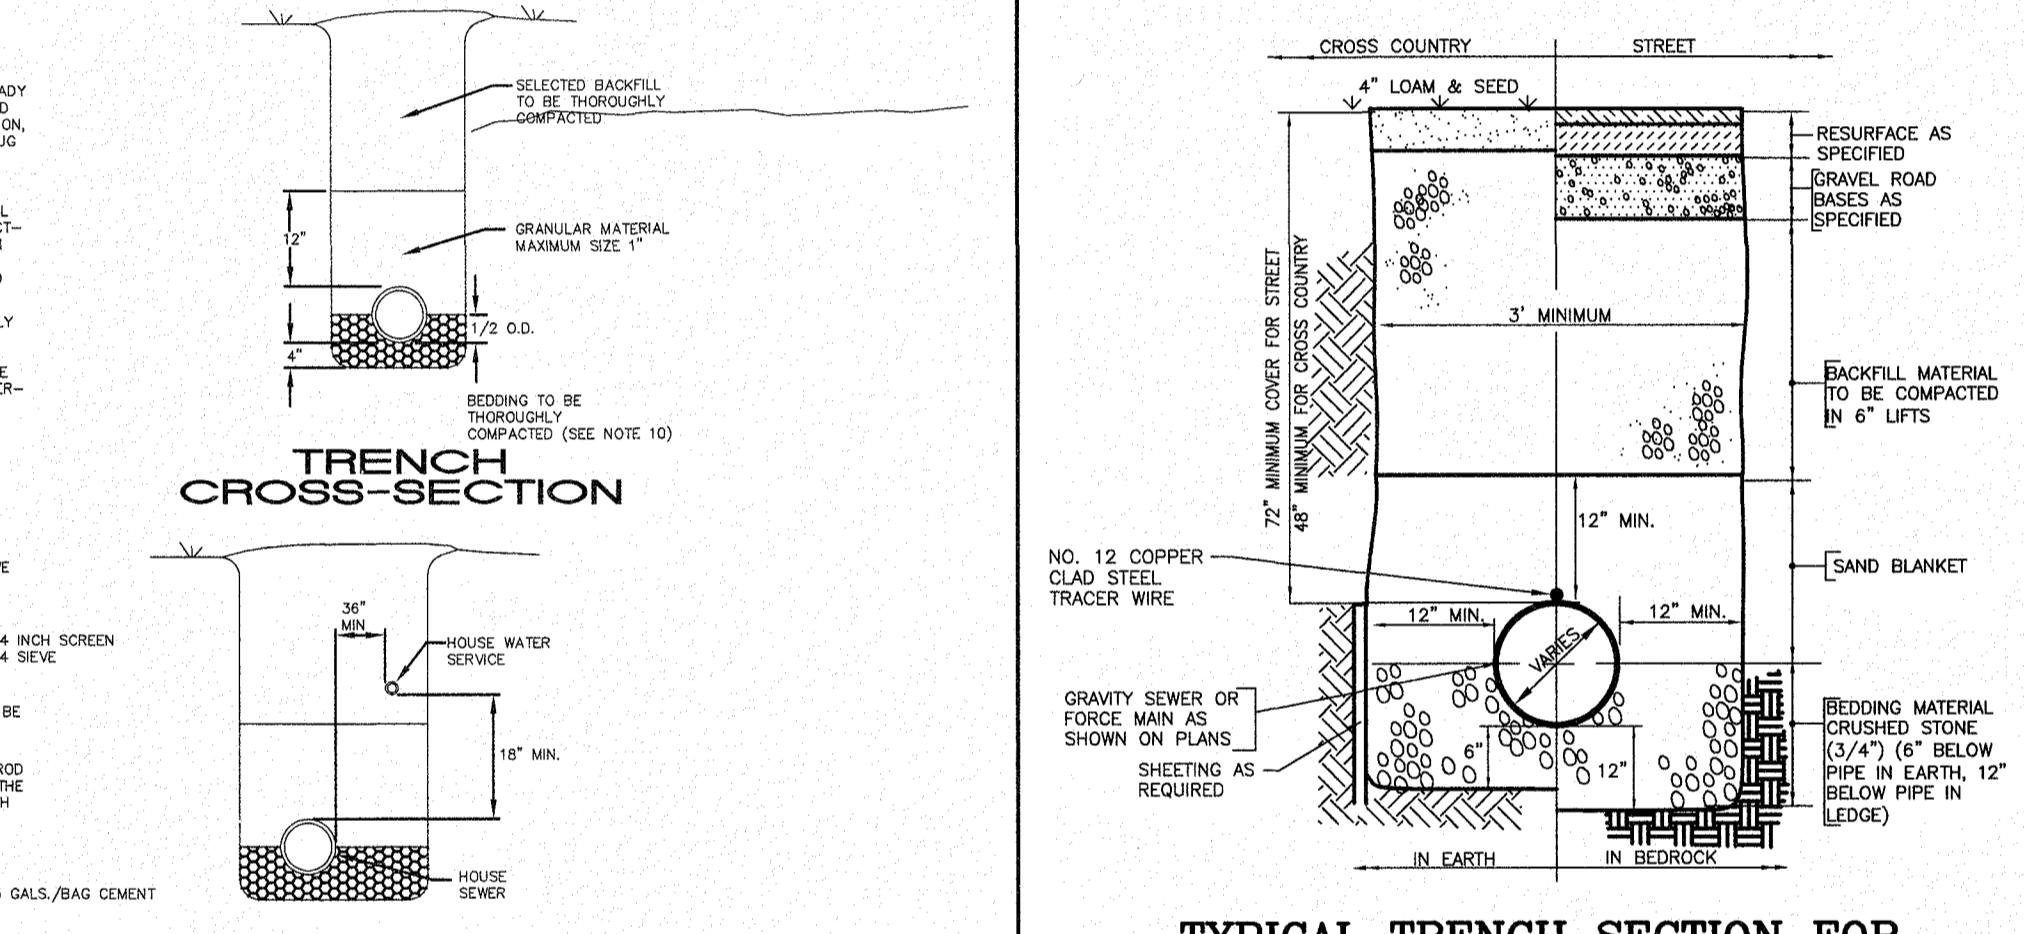 SELECTED BACKFILL
TO BE THOROUGHLY
COMPACTED
12"
GRANULAR MATERIAL
MAXIMUM SIZE 1"
1/2 O.D.
4"
BEDDING TO BE
THOROUGHLY
COMPACTED (SEE NOTE 10)
TRENCH
CROSS-SECTION
36"
MIN
HOUSE WATER
SERVICE
18" MIN.
HOUSE
SEWER
4 INCH SCREEN
4 SIEVE
BE
THE
GALS./BAG CEMENT
CROSS COUNTRY
STREET
4" LOAM & SEED
RESURFACE AS
SPECIFIED
GRAVEL ROAD
BASES AS
SPECIFIED
72" MINIMUM COVER FOR STREET
48" MINIMUM FOR CROSS COUNTRY
3' MINIMUM
BACKFILL MATERIAL
TO BE COMPACTED
IN 6" LIFTS
12" MIN.
NO. 12 COPPER
CLAD STEEL
TRACER WIRE
SAND BLANKET
12" MIN.
12" MIN.
VARIES
GRAVITY SEWER OR
FORCE MAIN AS
SHOWN ON PLANS
SHEETING AS
REQUIRED
6"
12"
BEDDING MATERIAL
CRUSHED STONE
(3/4") (6" BELOW
PIPE IN EARTH, 12"
BELOW PIPE IN
LEDGE)
IN EARTH
IN BEDROCK
TYPICAL TRENCH SECTION FOR